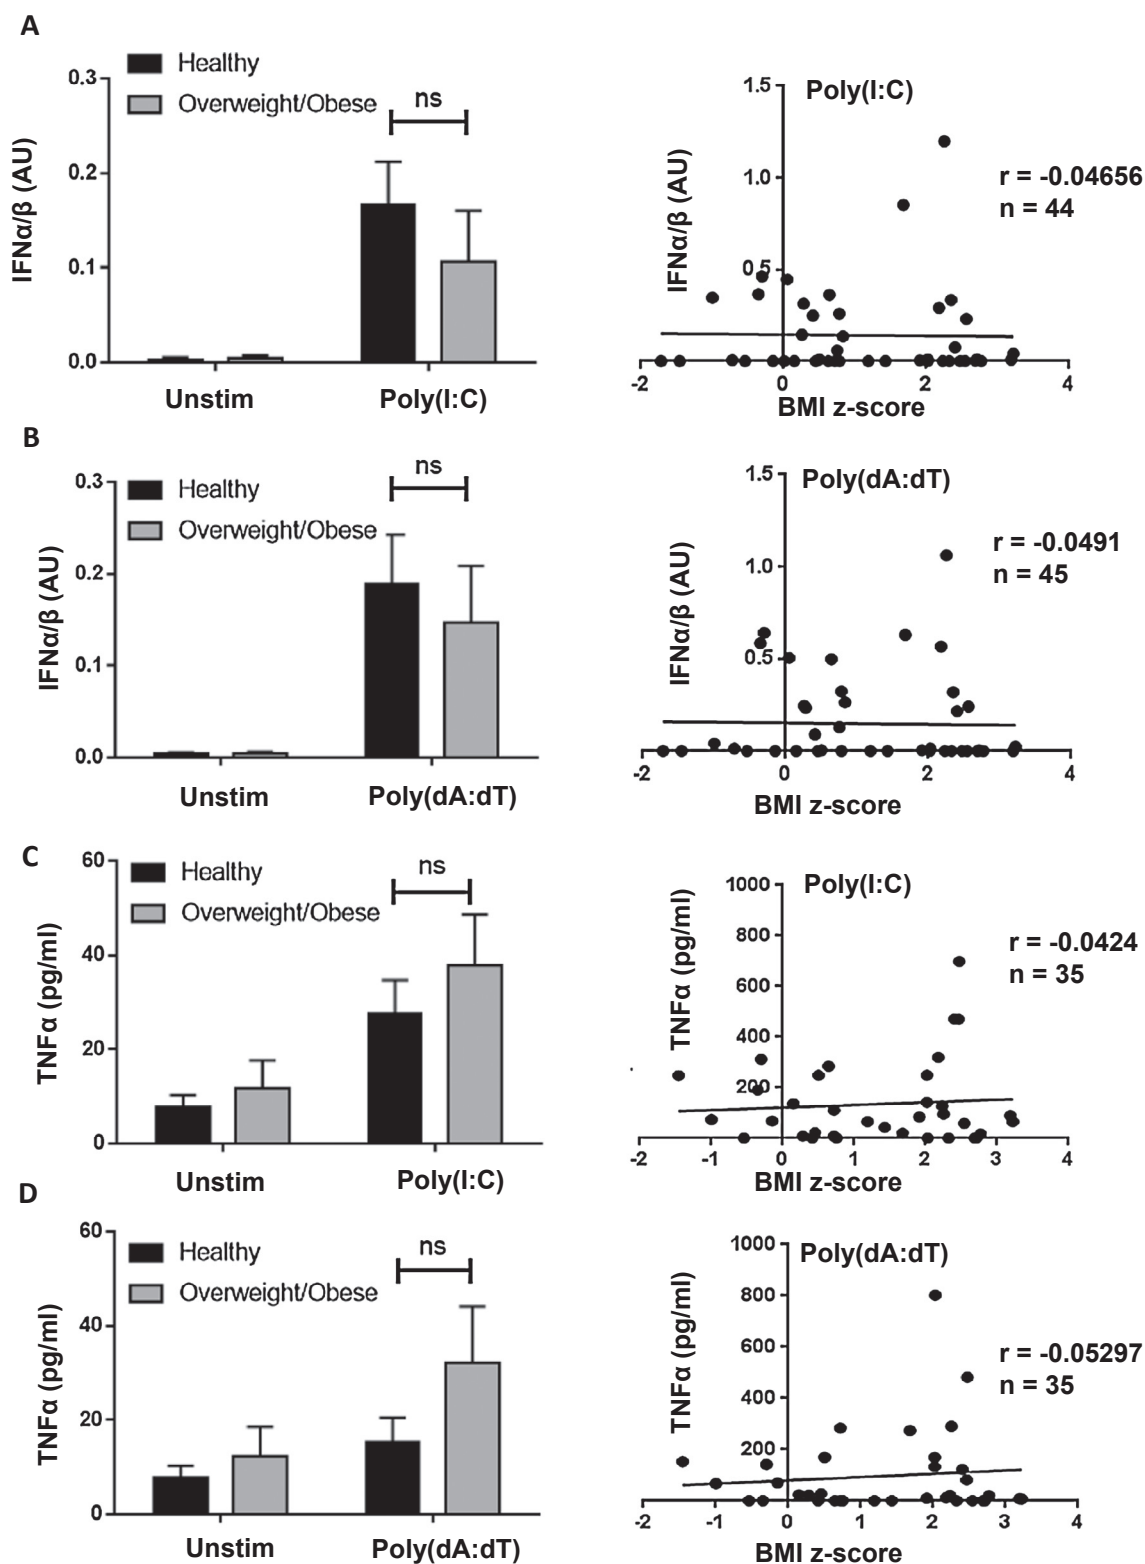 A
Healthy
Overweight/Obese
ns
0.3
0.2
0.1
0.0
IFNα/β (AU)
Unstim
Poly(I:C)
Poly(I:C)
1.5
1.0
0.5
IFNα/β (AU)
r = -0.04656
n = 44
-2
0
2
4
BMI z-score
B
Healthy
Overweight/Obese
ns
0.3
0.2
0.1
0.0
IFNα/β (AU)
Unstim
Poly(dA:dT)
Poly(dA:dT)
1.5
1.0
0.5
IFNα/β (AU)
r = -0.0491
n = 45
-2
0
2
4
BMI z-score
C
Healthy
Overweight/Obese
ns
60
40
20
0
TNFα (pg/ml)
Unstim
Poly(I:C)
Poly(I:C)
1000
800
600
400
200
TNFα (pg/ml)
r = -0.0424
n = 35
-2
-1
0
1
2
3
4
BMI z-score
D
Healthy
Overweight/Obese
ns
60
40
20
0
TNFα (pg/ml)
Unstim
Poly(dA:dT)
Poly(dA:dT)
1000
800
600
400
200
TNFα (pg/ml)
r = -0.05297
n = 35
-2
-1
0
1
2
3
4
BMI z-score